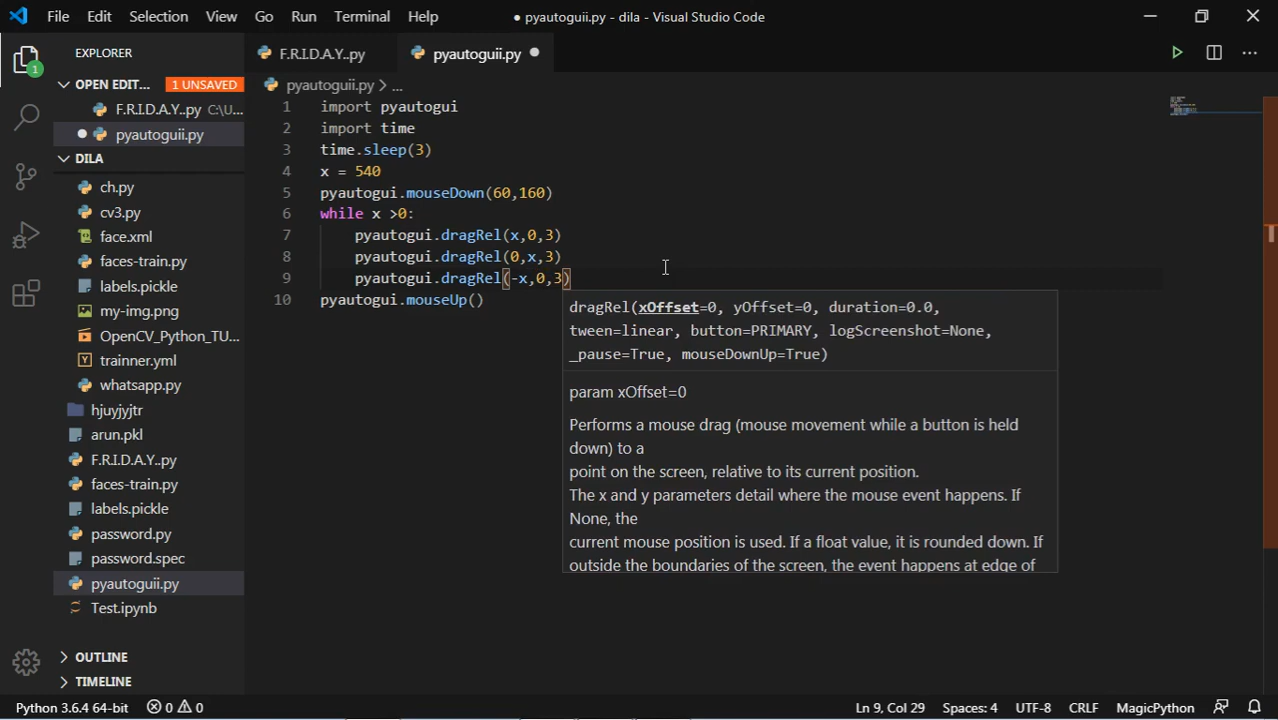 File Edit Selection View Go Run Terminal Help
● pyautoguii.py - dila - Visual Studio Code
EXPLORER
F.R.I.D.A.Y..py
pyautoguii.py
1
OPEN EDIT...
1 UNSAVED
F.R.I.D.A.Y..py C:\U...
pyautoguii.py
DILA
ch.py
cv3.py
face.xml
faces-train.py
labels.pickle
my-img.png
OpenCV_Python_TU...
trainner.yml
whatsapp.py
hjuyjyjtr
arun.pkl
F.R.I.D.A.Y..py
faces-train.py
labels.pickle
password.py
password.spec
pyautoguii.py
Test.ipynb
OUTLINE
TIMELINE
pyautoguii.py > ...
1 import pyautogui
2 import time
3 time.sleep(3)
4 x = 540
5 pyautogui.mouseDown(60,160)
6 while x >0:
7 pyautogui.dragRel(x,0,3)
8 pyautogui.dragRel(0,x,3)
9 pyautogui.dragRel(-x,0,3)
10 pyautogui.mouseUp()
dragRel(xOffset=0, yOffset=0, duration=0.0,
tween=linear, button=PRIMARY, logScreenshot=None,
_pause=True, mouseDownUp=True)
param xOffset=0
Performs a mouse drag (mouse movement while a button is held
down) to a
point on the screen, relative to its current position.
The x and y parameters detail where the mouse event happens. If
None, the
current mouse position is used. If a float value, it is rounded down. If
outside the boundaries of the screen, the event happens at edge of
Python 3.6.4 64-bit 0 0 Ln 9, Col 29 Spaces: 4 UTF-8 CRLF MagicPython